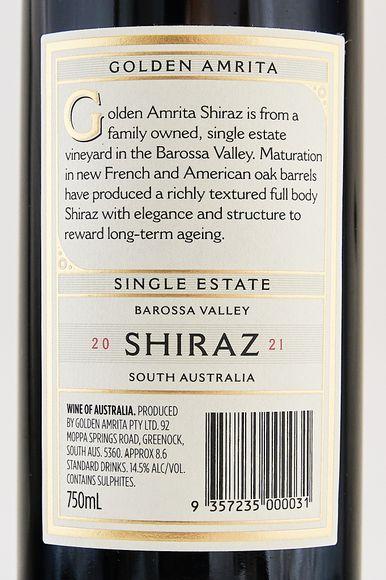 GOLDEN AMRITA
Golden Amrita Shiraz is from a
family owned, single estate
vineyard in the Barossa Valley. Maturation
in new French and American oak barrels
have produced a richly textured full body
Shiraz with elegance and structure to
reward long-term ageing.
SINGLE ESTATE
BAROSSA VALLEY
20 SHIRAZ 21
SOUTH AUSTRALIA
WINE OF AUSTRALIA. PRODUCED
BY GOLDEN AMRITA PTY LTD. 92
MOPPA SPRINGS ROAD, GREENOCK,
SOUTH AUS. 5360. APPROX 8.6
STANDARD DRINKS. 14.5% ALC/VOL.
CONTAINS SULPHITES.
750mL
9 357235 000031